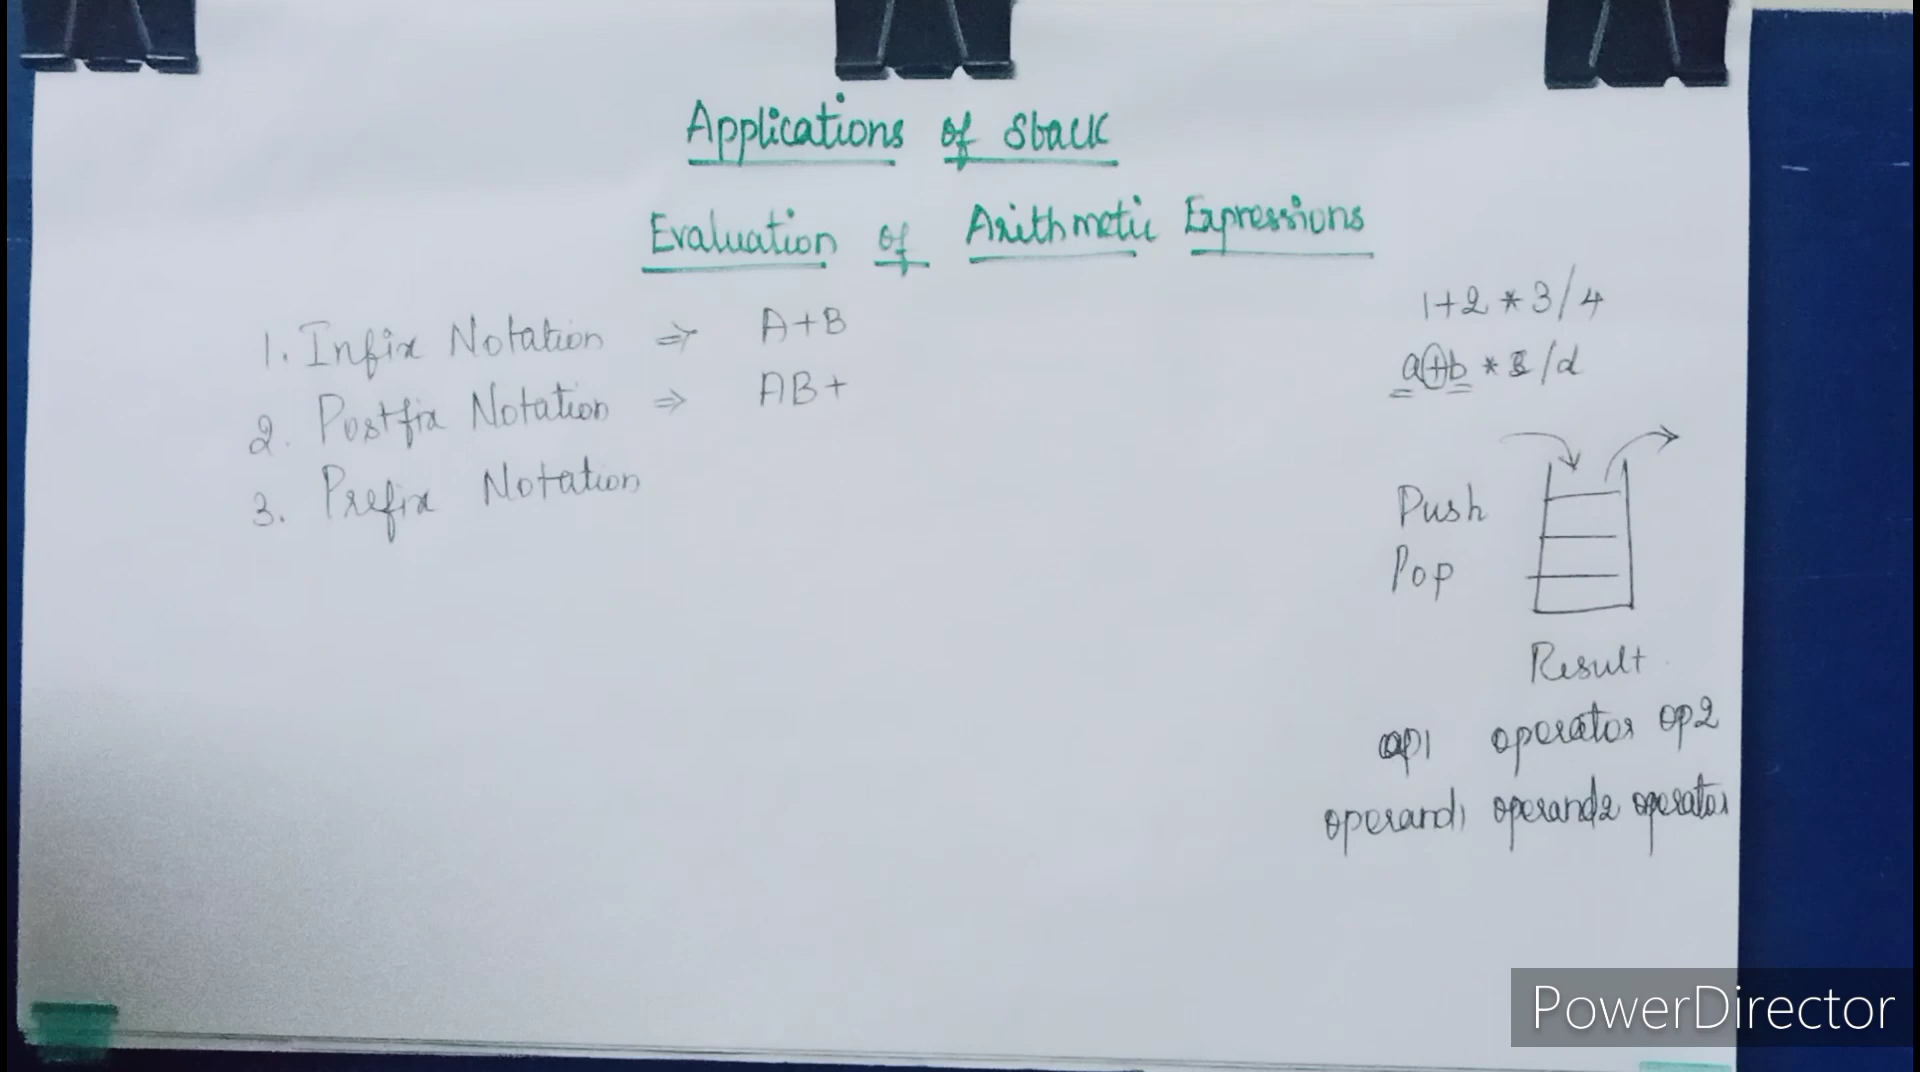 Applications of stack
Evaluation of Arithmetic Expressions
1. Infix Notation ⇒ A+B
2. Postfix Notation ⇒ AB+
3. Prefix Notation
1+2*3/4
a+b* /d
Push
Pop
Result
op1 operator op2
operand1 operand2 operator
PowerDirector